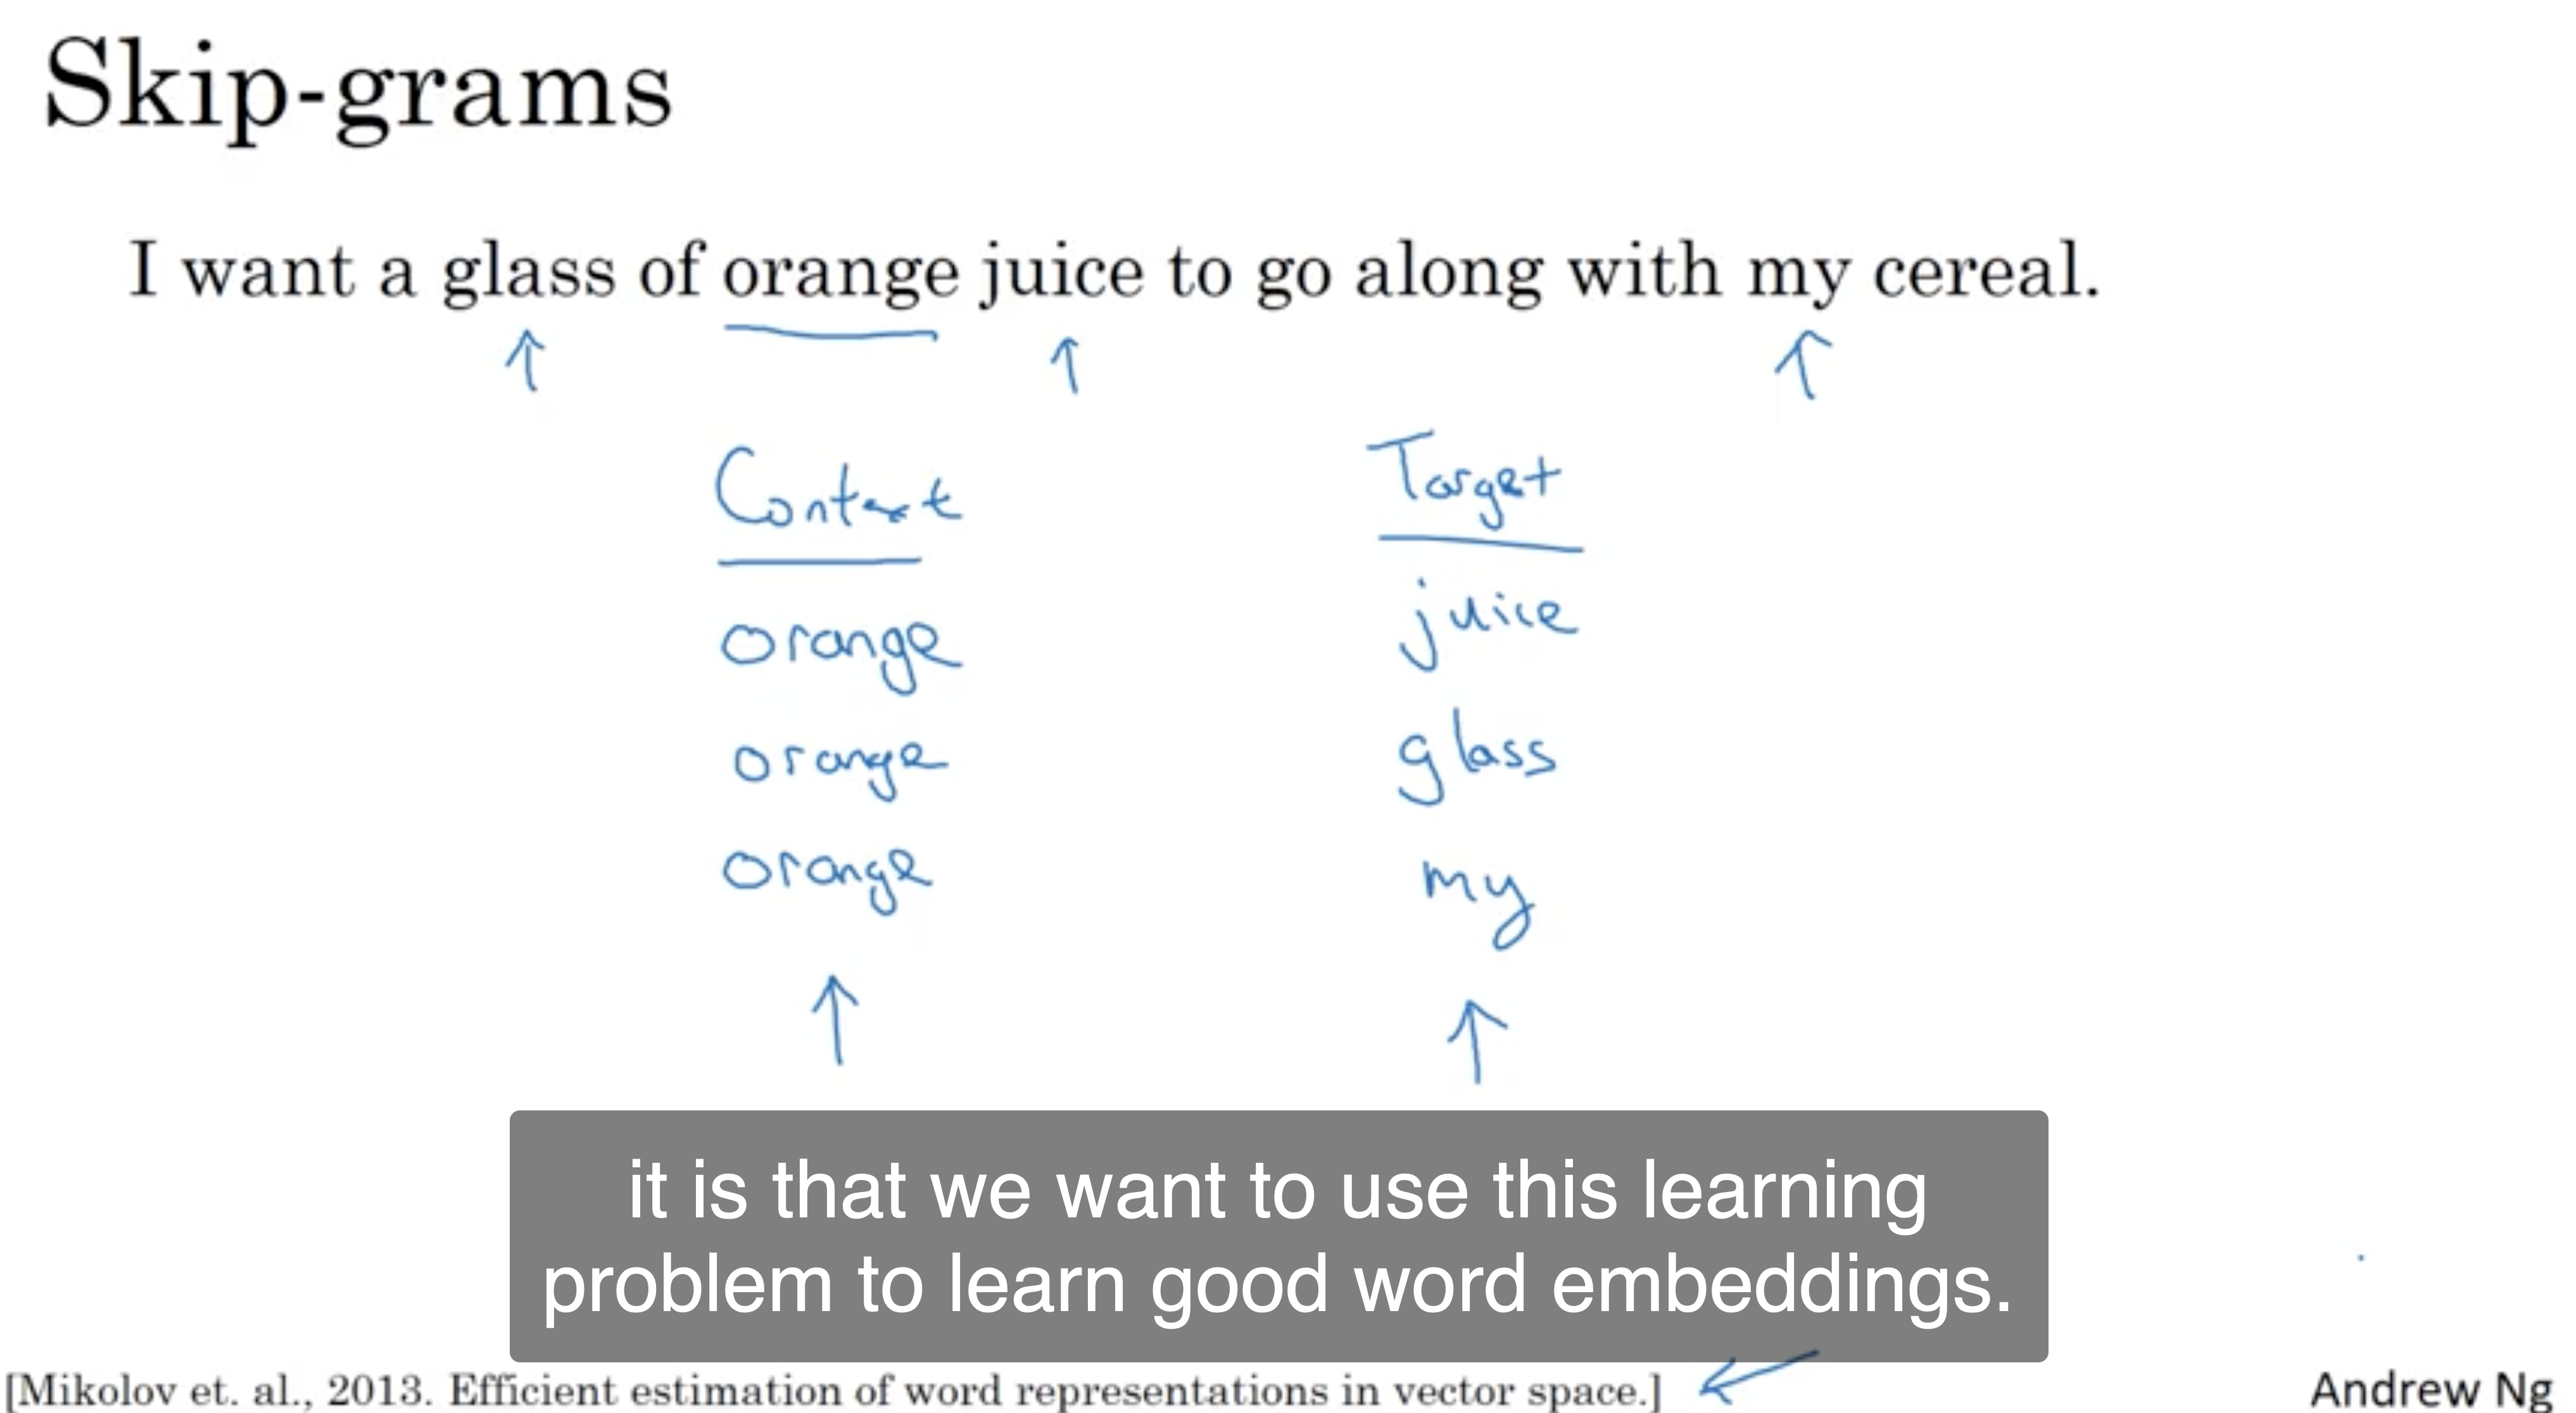 Skip-grams
I want a glass of orange juice to go along with my cereal.
Context Target
orange juice
orange glass
orange my
it is that we want to use this learning
problem to learn good word embeddings.
[Mikolov et. al., 2013. Efficient estimation of word representations in vector space.]
Andrew Ng